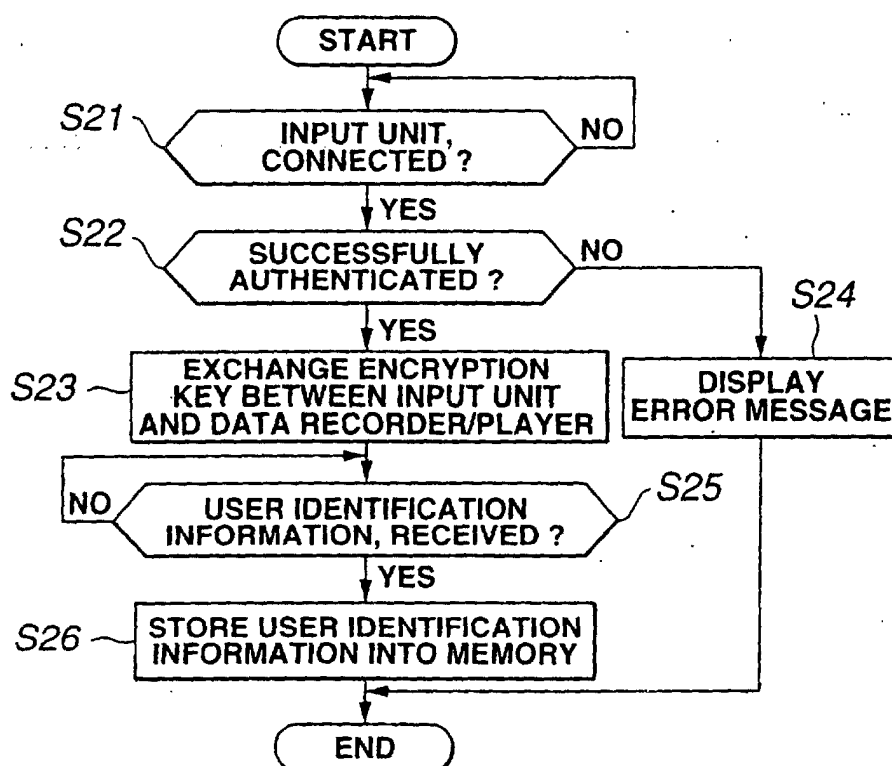 START
S21
INPUT UNIT,
CONNECTED ?
NO
YES
S22
SUCCESSFULLY
AUTHENTICATED ?
NO
YES
S24
DISPLAY
ERROR MESSAGE
S23
EXCHANGE ENCRYPTION
KEY BETWEEN INPUT UNIT
AND DATA RECORDER/PLAYER
NO
USER IDENTIFICATION
INFORMATION, RECEIVED ?
S25
YES
S26
STORE USER IDENTIFICATION
INFORMATION INTO MEMORY
END